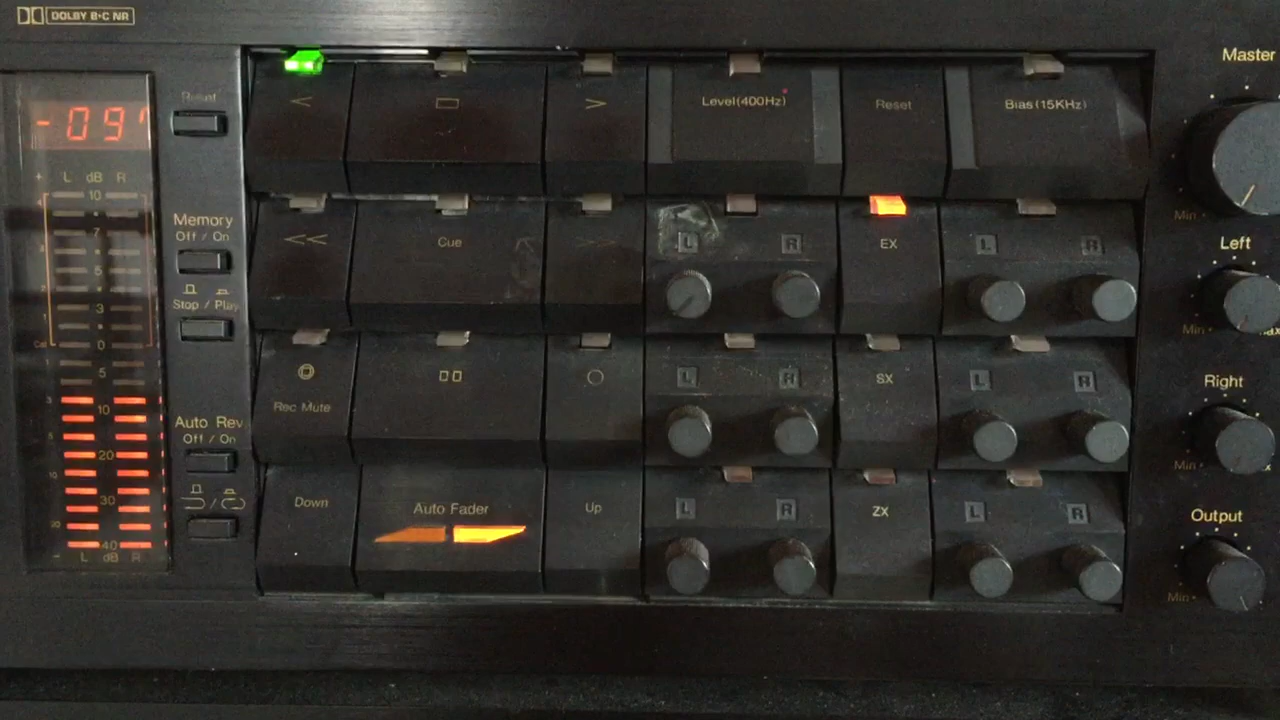 DOLBY B·C NR
Reset
-09
+ L dB R
10
7
5
3
0
5
10
20
30
40
L dB R
Memory
Off / On
Stop / Play
Auto Rev
Off / On
<
>
Level(400Hz)
Reset
Bias(15KHz)
<<
Cue
>>
L R
EX
L R
Rec Mute
L R
SX
L R
Down
Auto Fader
Up
L R
ZX
L R
Master
Min
Left
Min
Right
Min
Output
Min